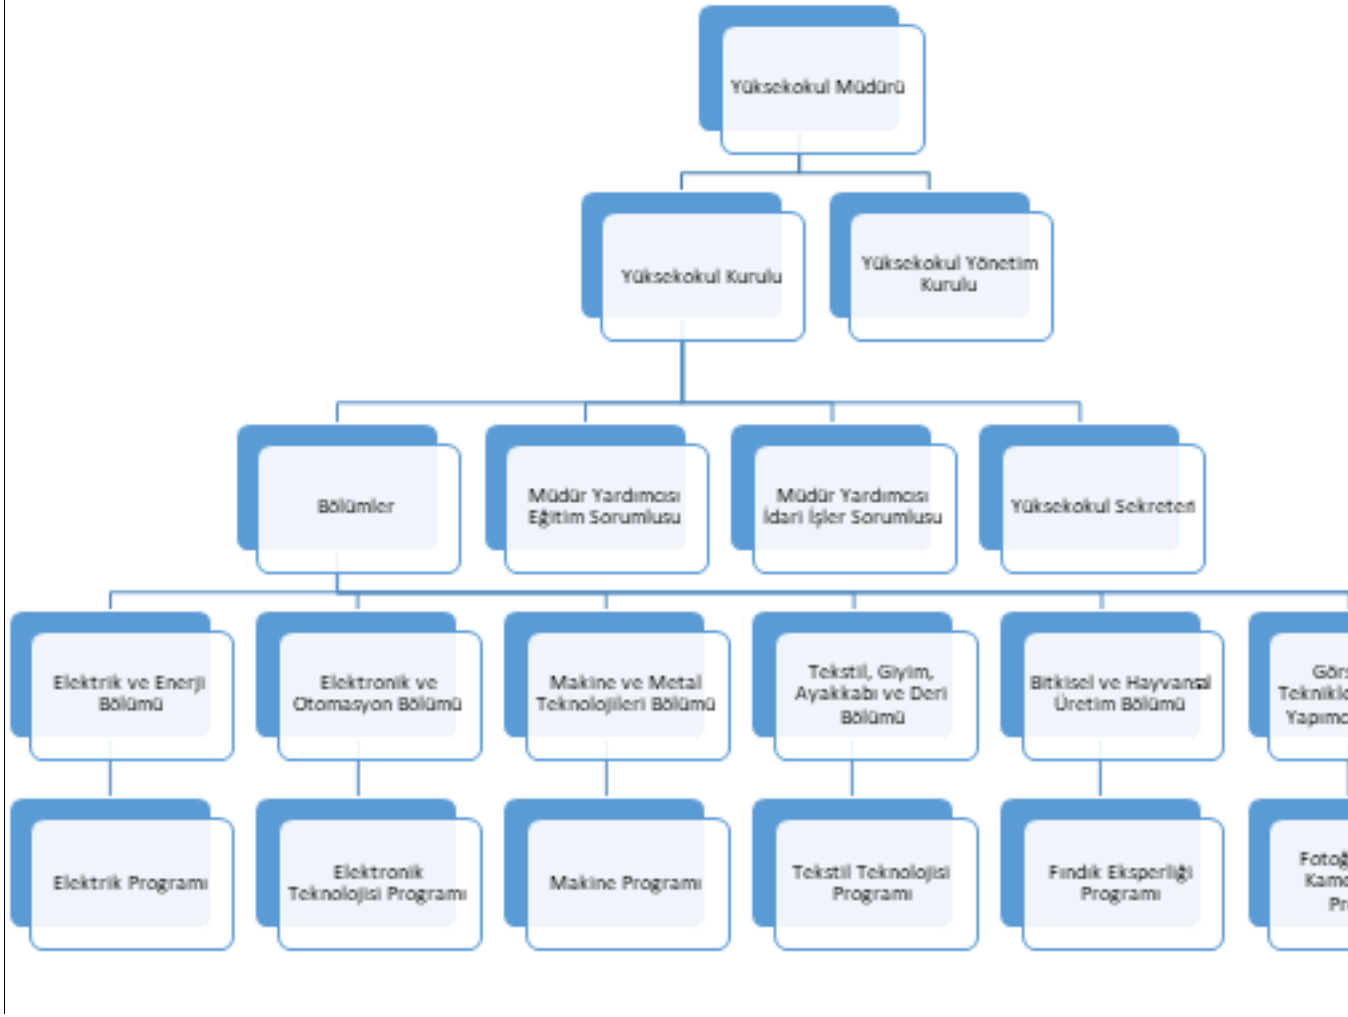 Yüksekokul Müdürü
Yüksekokul Kurulu
Yüksekokul Yönetim
Kurulu
Bölümler
Müdür Yardımcısı
Eğitim Sorumlusu
Müdür Yardımcısı
İdari İşler Sorumlusu
Yüksekokul Sekreteri
Elektrik ve Enerji
Bölümü
Elektronik ve
Otomasyon Bölümü
Makine ve Metal
Teknolojileri Bölümü
Tekstil, Giyim,
Ayakkabı ve Deri
Bölümü
Bitkisel ve Hayvansal
Üretim Bölümü
Elektrik Programı
Elektronik
Teknolojisi Programı
Makine Programı
Tekstil Teknolojisi
Programı
Fındık Eksperliği
Programı